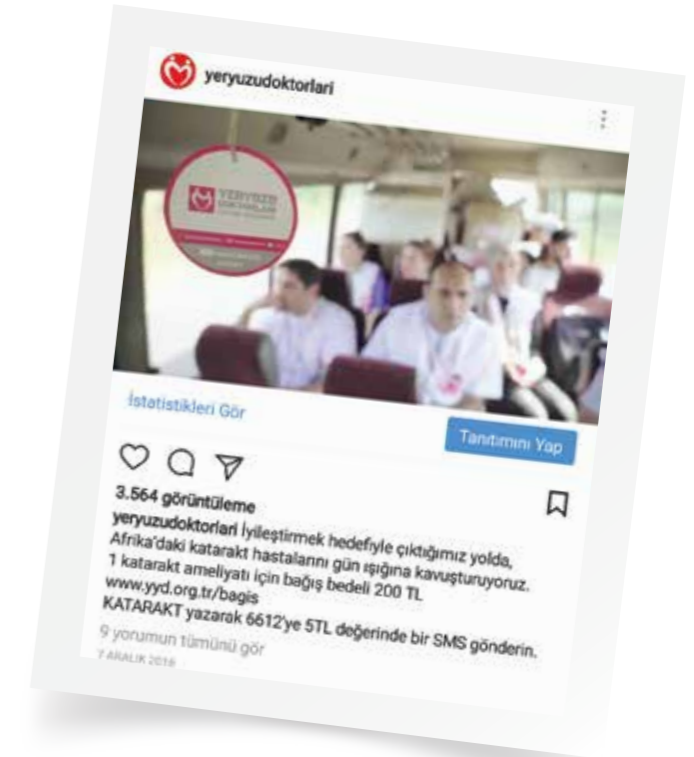 yeryuzudoktorlari
YERYÜZÜ
DOKTORLARI
İstatistikleri Gör
Tanıtımını Yap
3.564 görüntüleme
yeryuzudoktorlari İyileştirmek hedefiyle çıktığımız yolda,
Afrika'daki katarakt hastalarını gün ışığına kavuşturuyoruz.
1 katarakt ameliyatı için bağış bedeli 200 TL
www.yyd.org.tr/bagis
KATARAKT yazarak 6612'ye 5TL değerinde bir SMS gönderin.
9 yorumun tümünü gör
7 ARALIK 2016